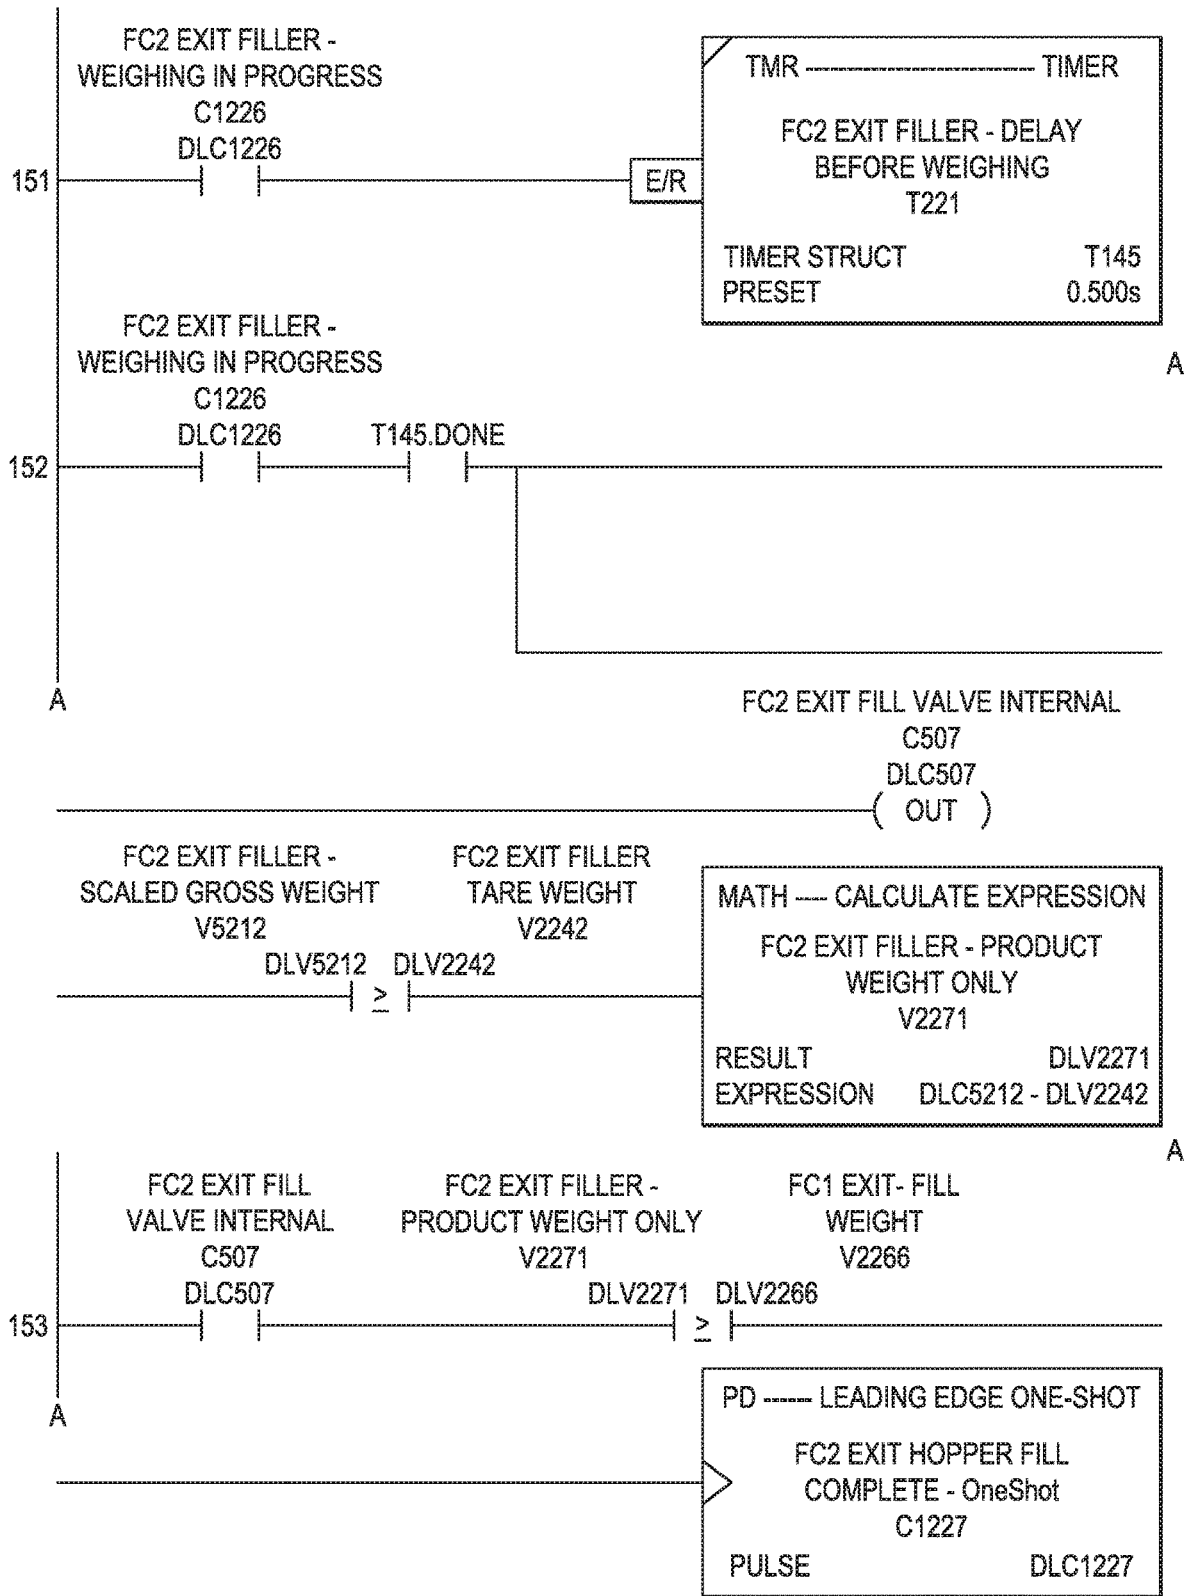 FC2 EXIT FILLER -
WEIGHING IN PROGRESS
C1226
DLC1226
151
E/R
TMR TIMER
FC2 EXIT FILLER - DELAY
BEFORE WEIGHING
T221
TIMER STRUCT T145
PRESET 0.500s
A
FC2 EXIT FILLER -
WEIGHING IN PROGRESS
C1226
DLC1226 T145.DONE
152
A
FC2 EXIT FILL VALVE INTERNAL
C507
DLC507
( OUT )
FC2 EXIT FILLER -
SCALED GROSS WEIGHT
V5212
FC2 EXIT FILLER
TARE WEIGHT
V2242
DLV5212 ≥ DLV2242
MATH ---- CALCULATE EXPRESSION
FC2 EXIT FILLER - PRODUCT
WEIGHT ONLY
V2271
RESULT DLV2271
EXPRESSION DLC5212 - DLV2242
A
FC2 EXIT FILL
VALVE INTERNAL
C507
DLC507
FC2 EXIT FILLER -
PRODUCT WEIGHT ONLY
V2271
FC1 EXIT- FILL
WEIGHT
V2266
DLV2271 ≥ DLV2266
153
A
PD ------ LEADING EDGE ONE-SHOT
FC2 EXIT HOPPER FILL
COMPLETE - OneShot
C1227
PULSE DLC1227